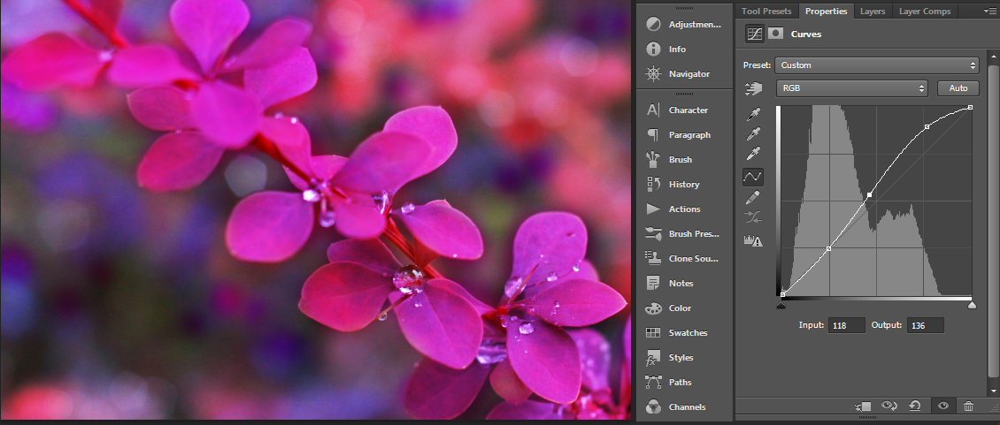 Adjustmen...
Info
Navigator
Character
Paragraph
Brush
History
Actions
Brush Pres...
Clone Sou...
Notes
Color
Swatches
Styles
Paths
Channels
Tool Presets Properties Layers Layer Comps
Curves
Preset: Custom
RGB Auto
Input: 118 Output: 136